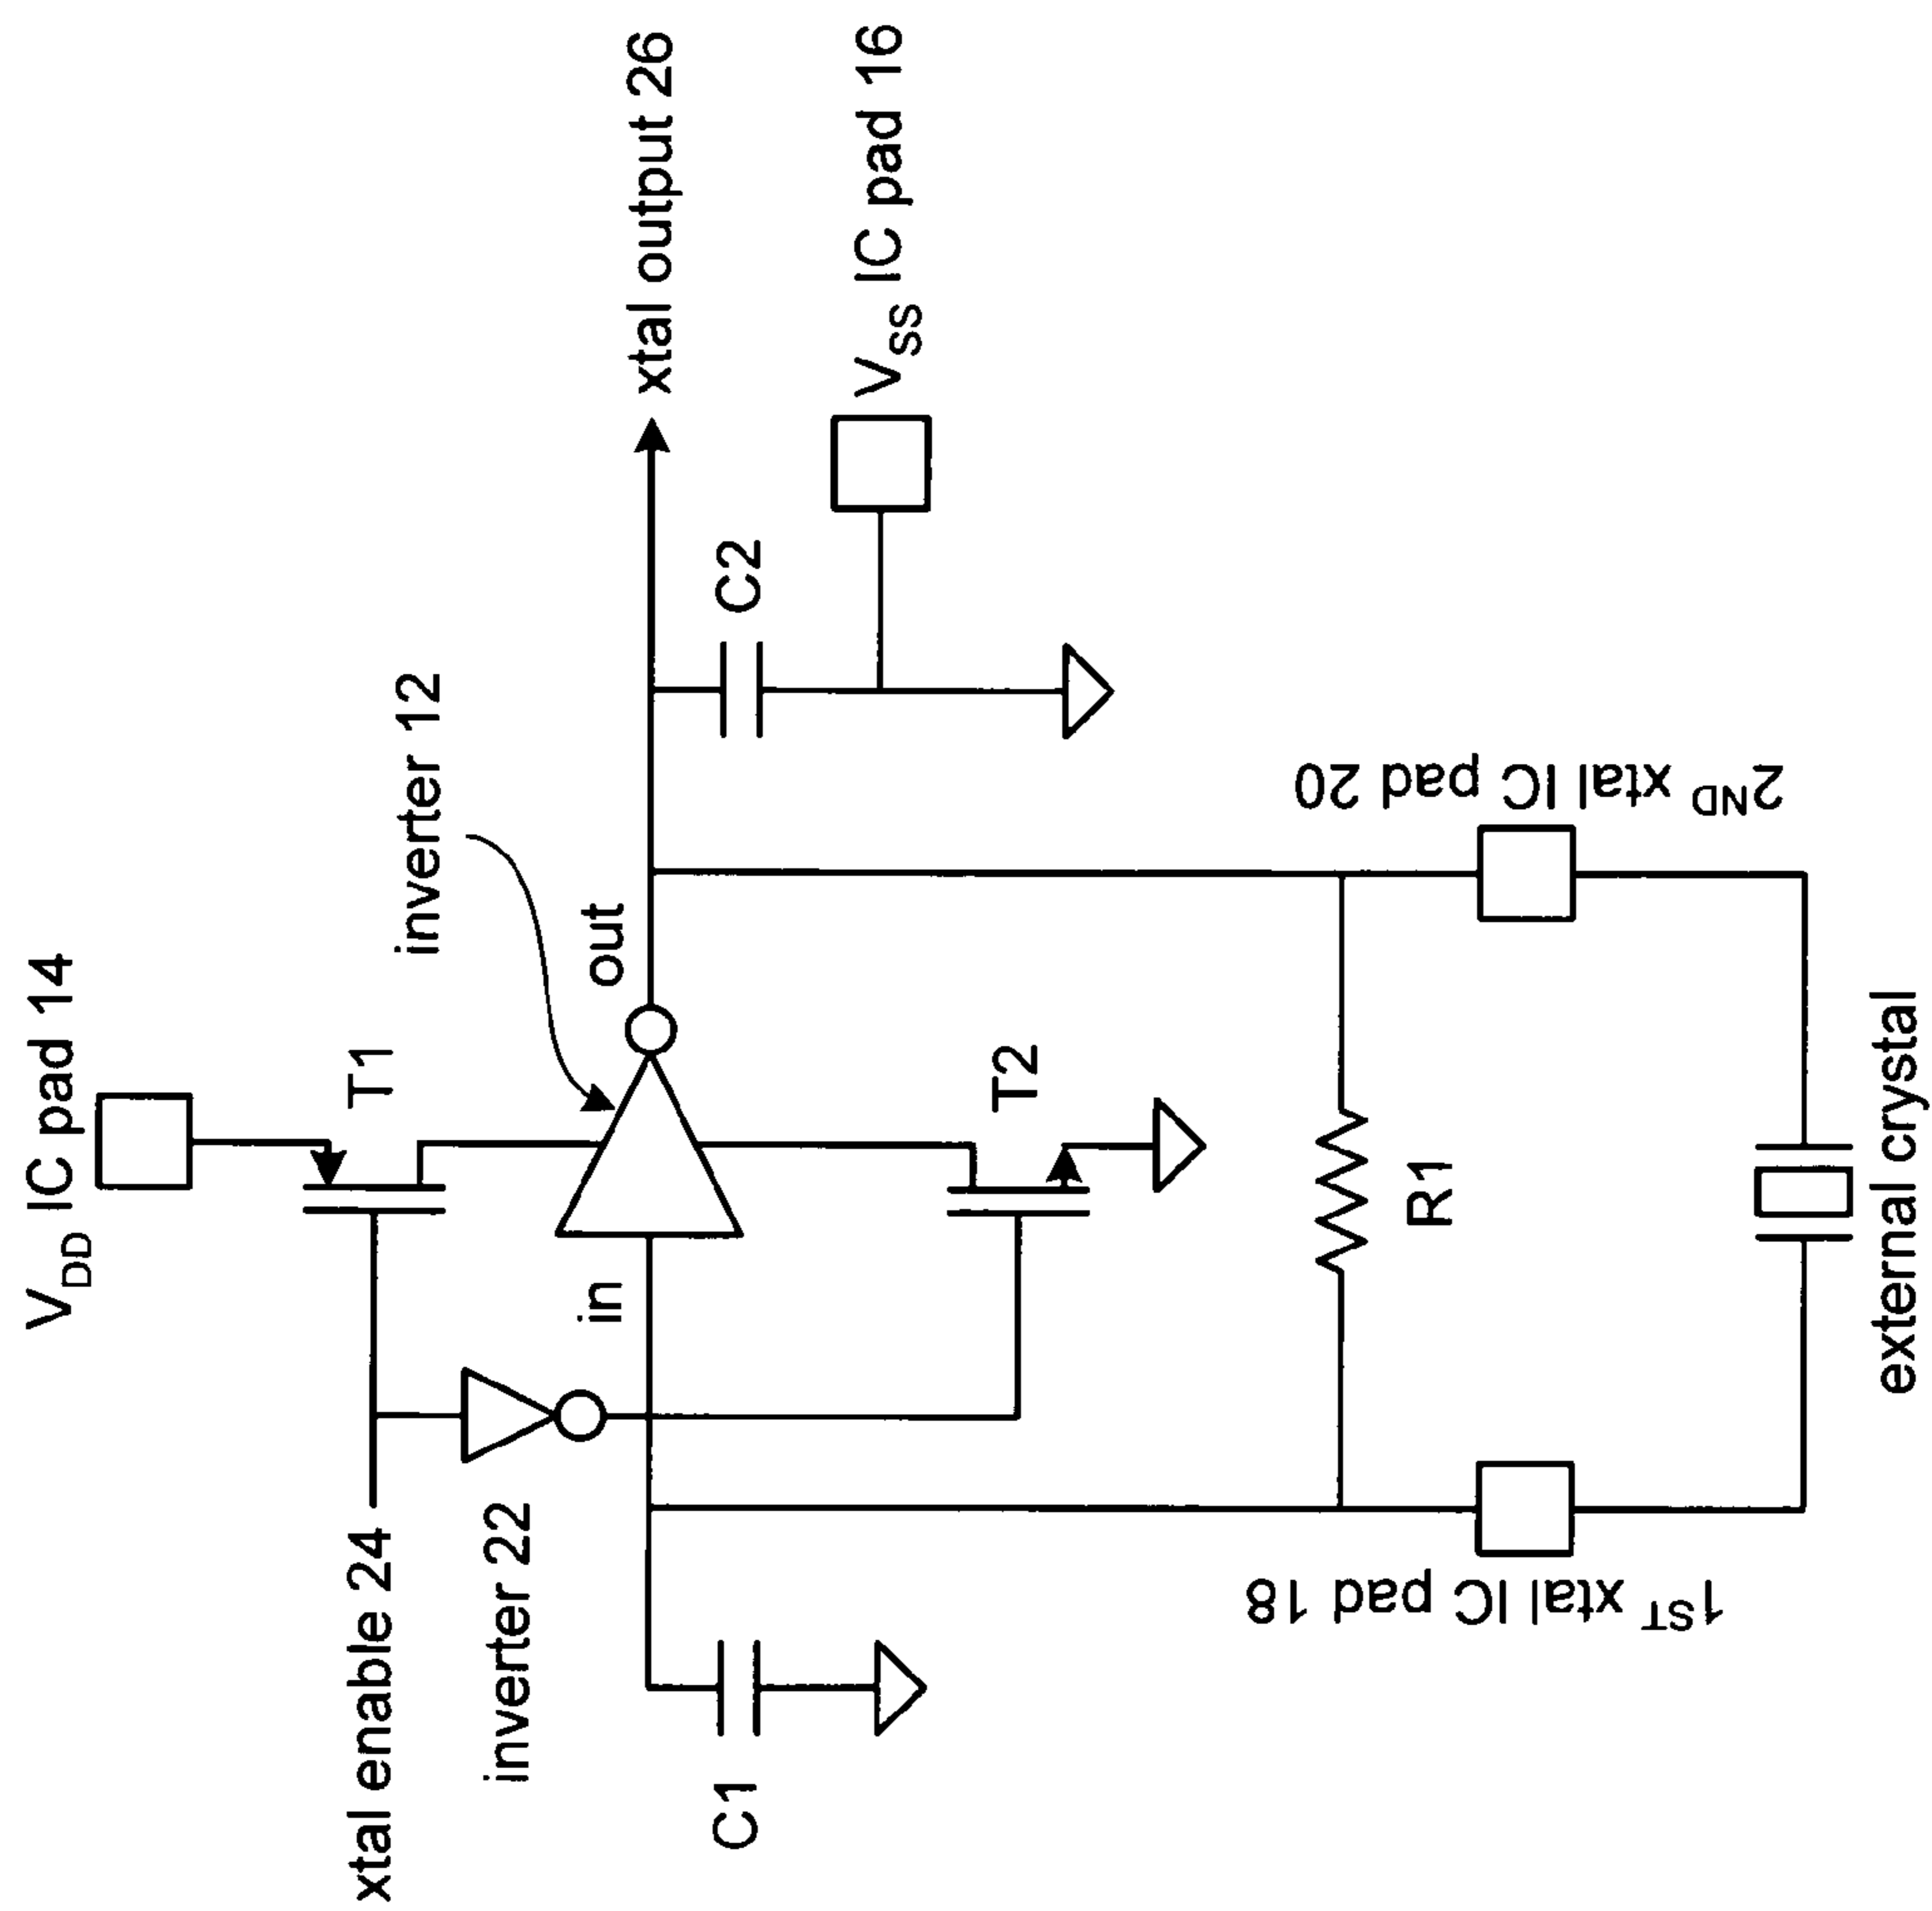 V_DD IC pad 14
T1
inverter 12
xtal enable 24
inverter 22
in
out
xtal output 26
C1
C2
V_SS IC pad 16
T2
R1
1ST xtal IC pad 18
2ND xtal IC pad 20
external crystal